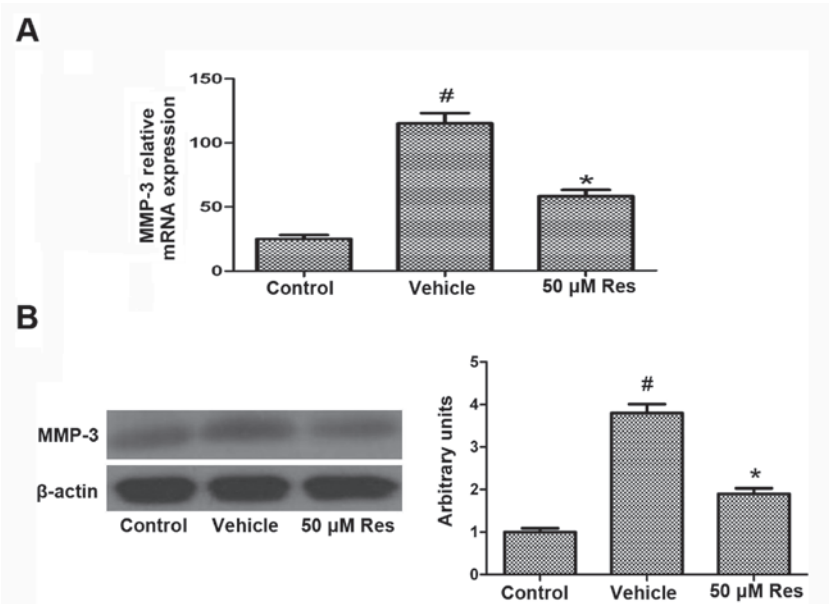 A
MMP-3 relative
mRNA expression
150
100
50
0
#
*
Control Vehicle 50 µM Res
B
MMP-3
β-actin
Control Vehicle 50 µM Res
Arbitrary units
5
4
3
2
1
0
#
*
Control Vehicle 50 µM Res